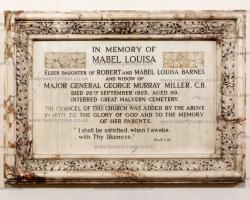 IN MEMORY OF
MABEL LOUISA
ELDER DAUGHTER OF ROBERT AND MABEL LOUISA BARNES
AND WIDOW OF
MAJOR GENERAL GEORGE MURRAY MILLER. C.B.
DIED 26TH SEPTEMBER 1925. AGED 89.
INTERRED GREAT MALVERN CEMETERY.
THE CHANCEL OF THIS CHURCH WAS ADDED BY THE ABOVE
IN TO THE GLORY OF GOD AND TO THE MEMORY
OF HER PARENTS.
"I shall be satisfied, when I awake,
with Thy likeness."